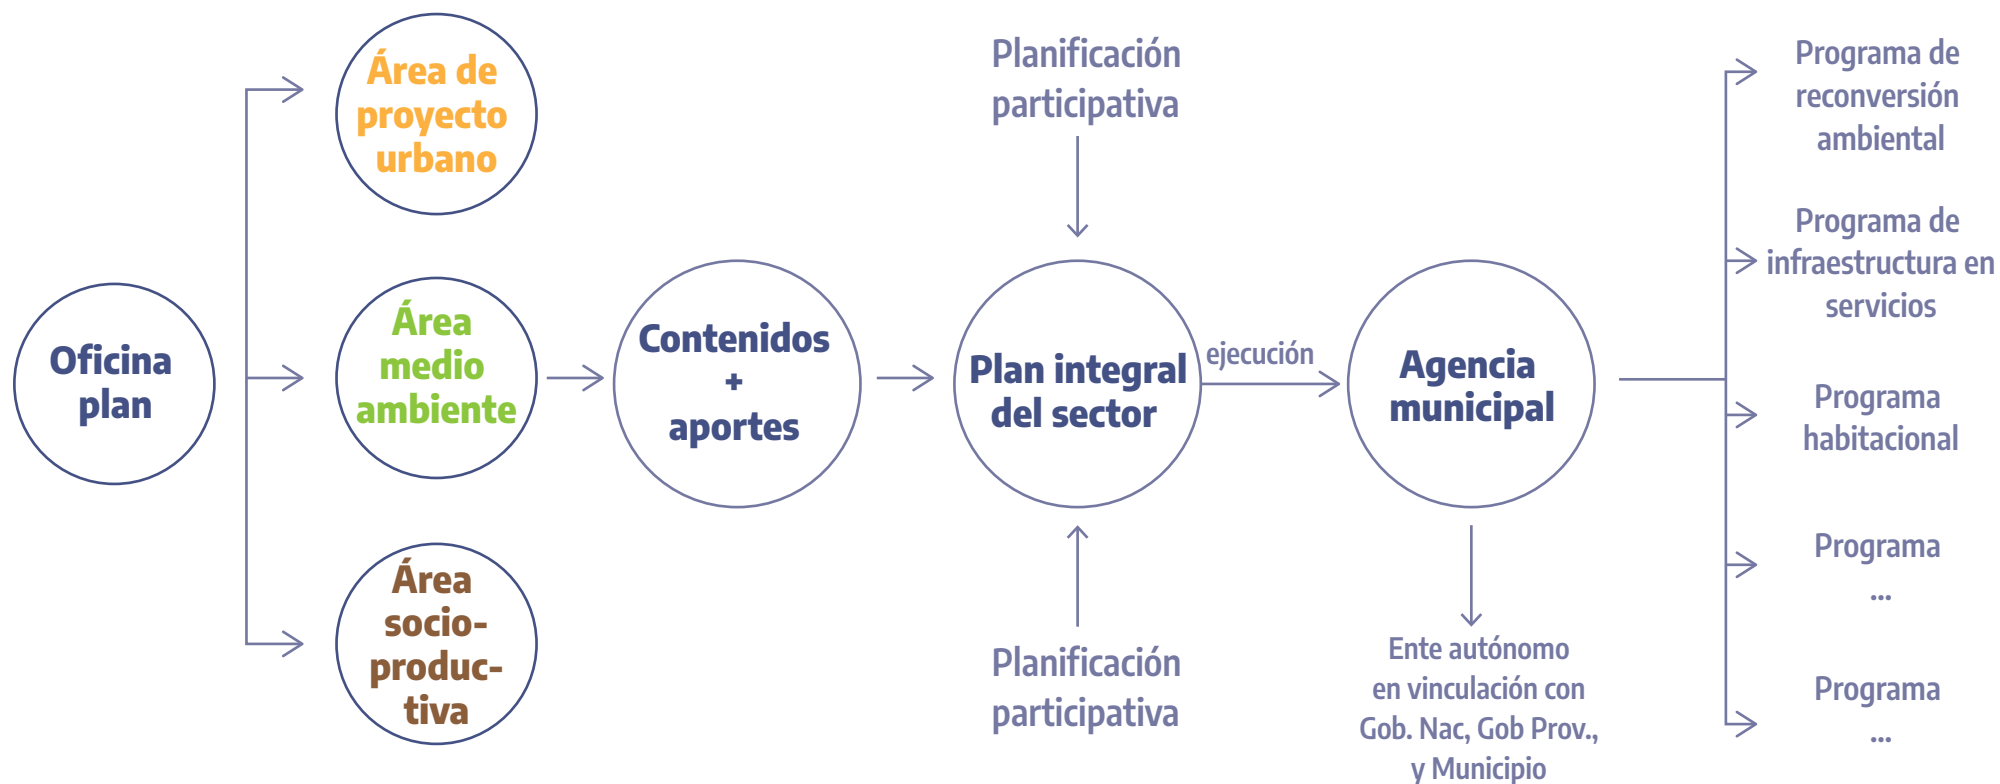 Oficina
plan
Área de
proyecto
urbano
Área
medio
ambiente
Área
socio-
produc-
tiva
Contenidos
+
aportes
Planificación
participativa
Plan integral
del sector
Planificación
participativa
ejecución
Agencia
municipal
Ente autónomo
en vinculación con
Gob. Nac, Gob Prov.,
y Municipio
Programa de
reconversión
ambiental
Programa de
infraestructura en
servicios
Programa
habitacional
Programa
...
Programa
...